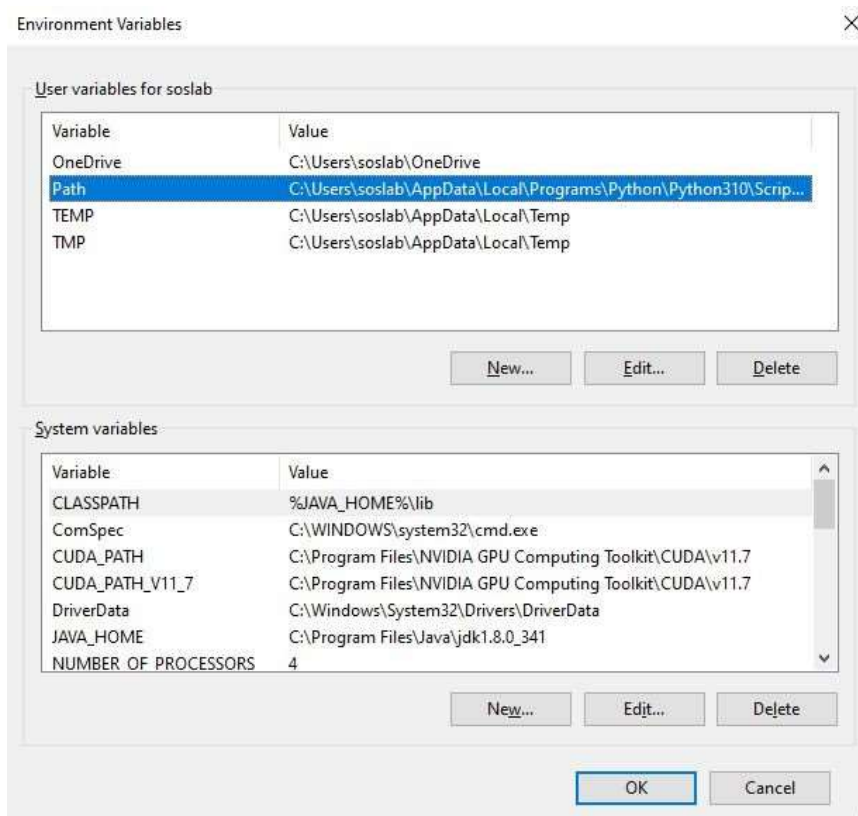 Environment Variables
User variables for soslab
Variable Value
OneDrive C:\Users\soslab\OneDrive
Path C:\Users\soslab\AppData\Local\Programs\Python\Python310\Scrip...
TEMP C:\Users\soslab\AppData\Local\Temp
TMP C:\Users\soslab\AppData\Local\Temp
New... Edit... Delete
System variables
Variable Value
CLASSPATH %JAVA_HOME%\lib
ComSpec C:\WINDOWS\system32\cmd.exe
CUDA_PATH C:\Program Files\NVIDIA GPU Computing Toolkit\CUDA\v11.7
CUDA_PATH_V11_7 C:\Program Files\NVIDIA GPU Computing Toolkit\CUDA\v11.7
DriverData C:\Windows\System32\Drivers\DriverData
JAVA_HOME C:\Program Files\Java\jdk1.8.0_341
NUMBER_OF_PROCESSORS 4
New... Edit... Delete
OK Cancel